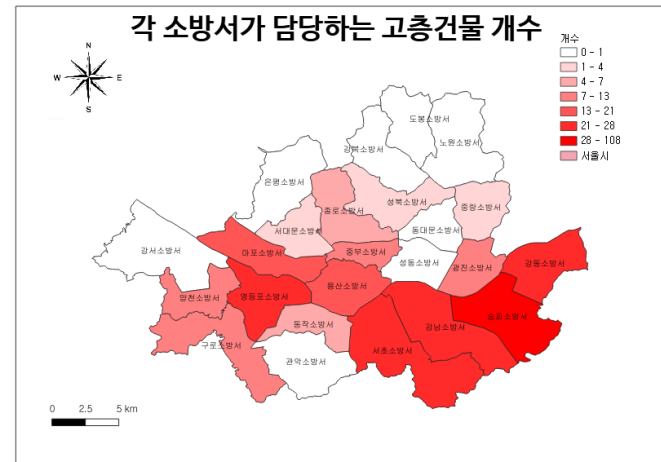 각 소방서가 담당하는 고층건물 개수
개수
0 - 1
1 - 4
4 - 7
7 - 13
13 - 21
21 - 28
28 - 108
서울시
N
W
E
S
도봉소방서
강북소방서
노원소방서
은평소방서
종로소방서
성북소방서
중랑소방서
서대문소방서
동대문소방서
강서소방서
마포소방서
중부소방서
성동소방서
광진소방서
강동소방서
양천소방서
영등포소방서
용산소방서
송파소방서
동작소방서
강남소방서
구로소방서
서초소방서
관악소방서
0 2.5 5 km